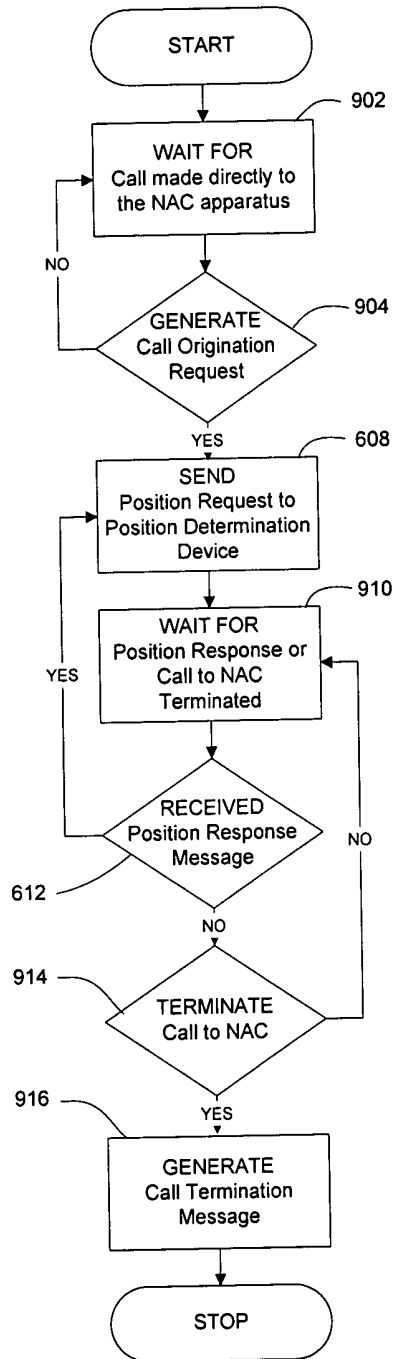 START
902
WAIT FOR
Call made directly to
the NAC apparatus
NO
904
GENERATE
Call Origination
Request
YES
608
SEND
Position Request to
Position Determination
Device
910
WAIT FOR
Position Response or
Call to NAC
Terminated
YES
RECEIVED
Position Response
Message
NO
612
NO
914
TERMINATE
Call to NAC
916
YES
GENERATE
Call Termination
Message
STOP